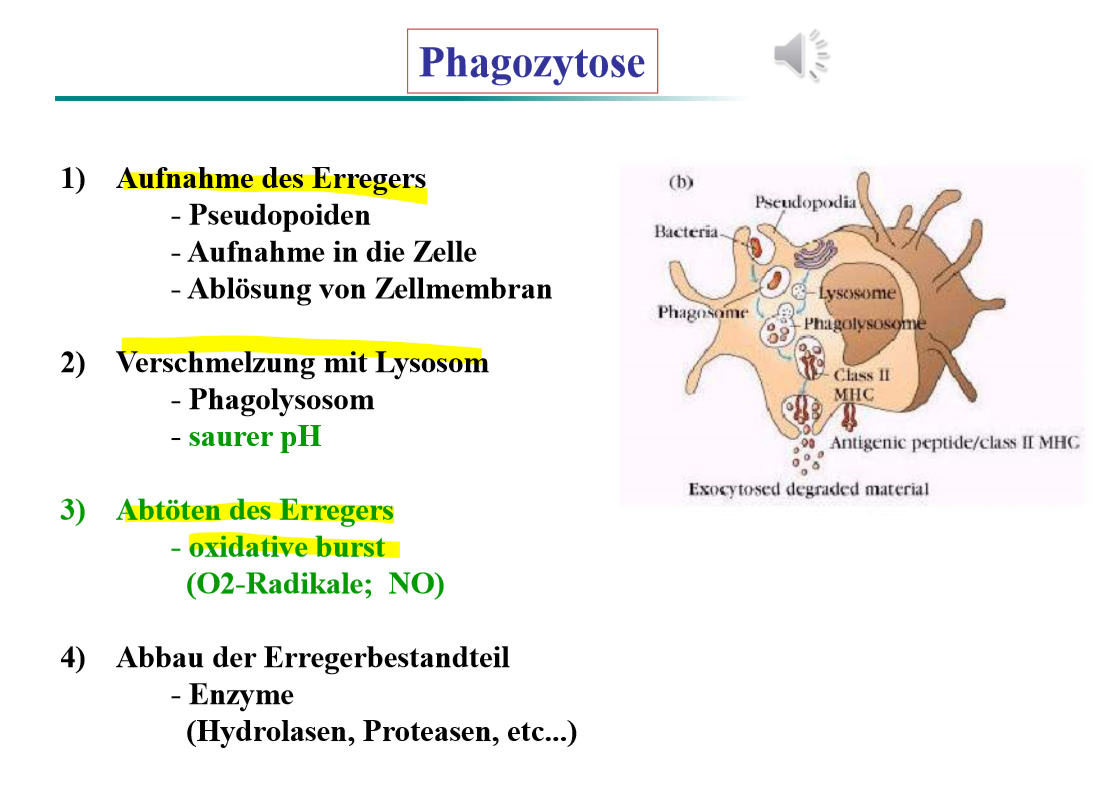 Phagozytose
1) Aufnahme des Erregers
- Pseudopoiden
- Aufnahme in die Zelle
- Ablösung von Zellmembran
2) Verschmelzung mit Lysosom
- Phagolysosom
- saurer pH
3) Abtöten des Erregers
- oxidative burst
(O2-Radikale; NO)
4) Abbau der Erregerbestandteil
- Enzyme
(Hydrolasen, Proteasen, etc...)
(b)
Pseudopodia
Bacteria
Lysosome
Phagosome
Phagolysosome
Class II
MHC
Antigenic peptide/class II MHC
Exocytosed degraded material